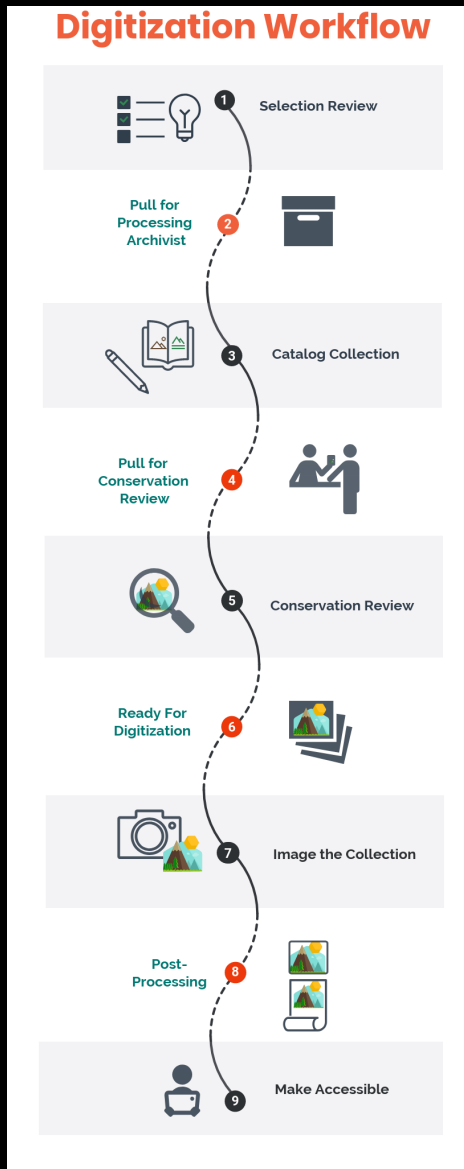 Digitization Workflow
1
Selection Review
Pull for
Processing
Archivist
2
3
Catalog Collection
Pull for
Conservation
Review
4
5
Conservation Review
Ready For
Digitization
6
7
Image the Collection
Post-
Processing
8
9
Make Accessible